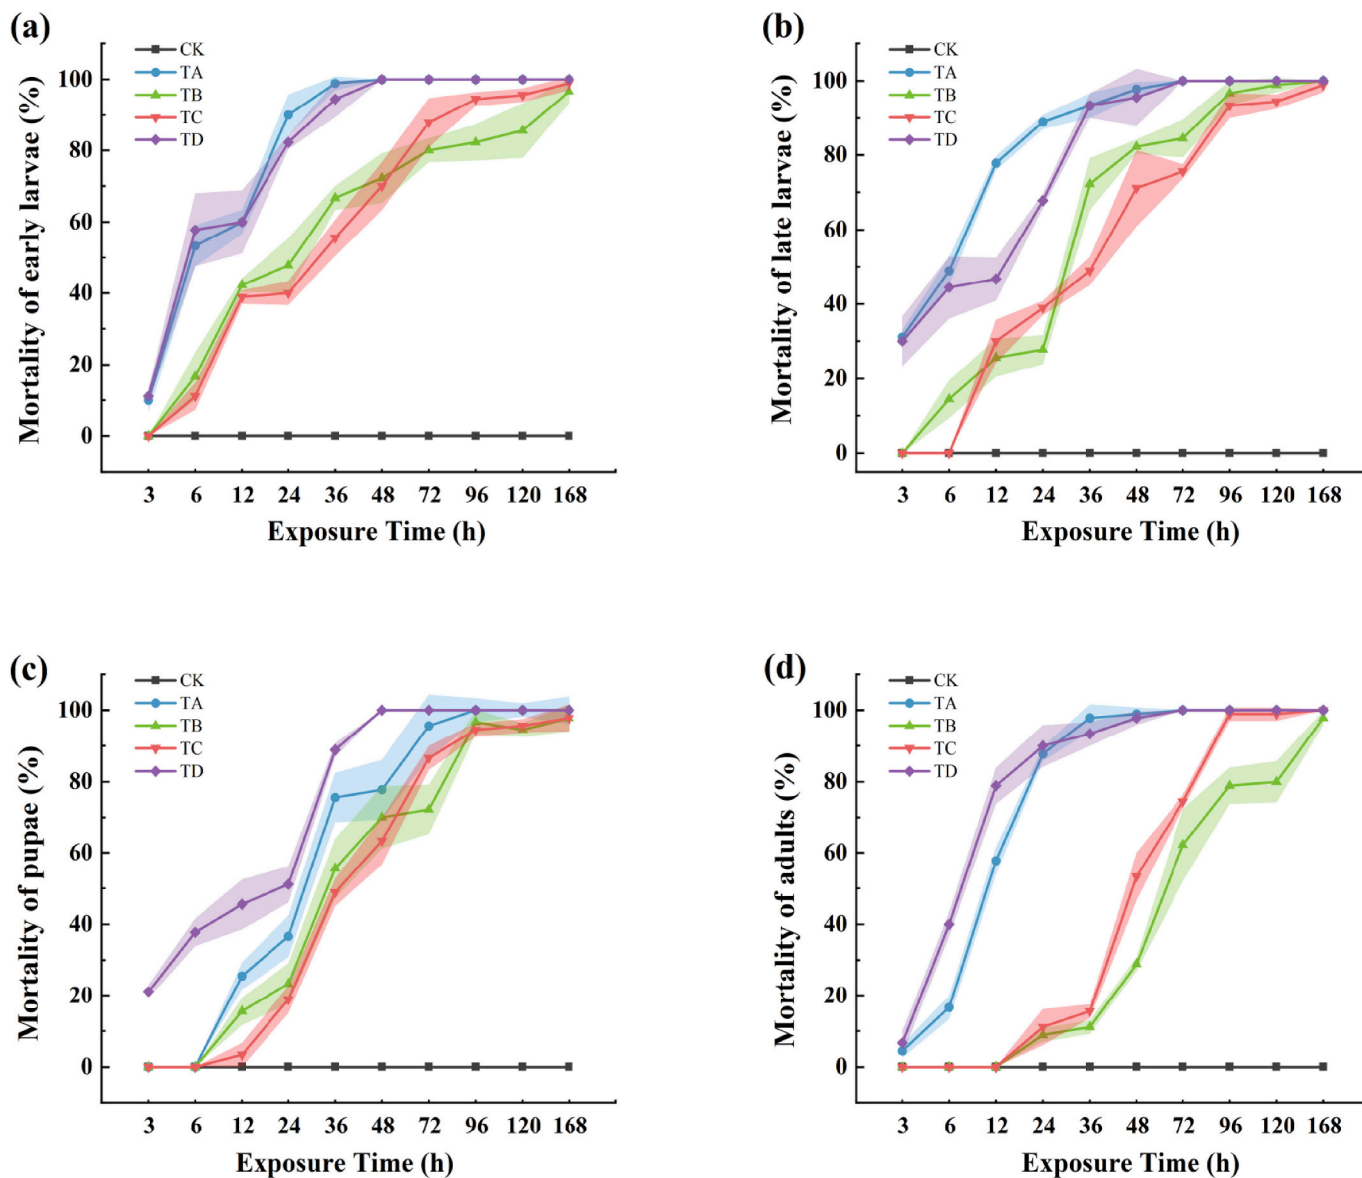 (a)
CK
TA
TB
TC
TD
Mortality of early larvae (%)
100
80
60
40
20
0
3 6 12 24 36 48 72 96 120 168
Exposure Time (h)
(b)
CK
TA
TB
TC
TD
Mortality of late larvae (%)
100
80
60
40
20
0
3 6 12 24 36 48 72 96 120 168
Exposure Time (h)
(c)
CK
TA
TB
TC
TD
Mortality of pupae (%)
100
80
60
40
20
0
3 6 12 24 36 48 72 96 120 168
Exposure Time (h)
(d)
CK
TA
TB
TC
TD
Mortality of adults (%)
100
80
60
40
20
0
3 6 12 24 36 48 72 96 120 168
Exposure Time (h)